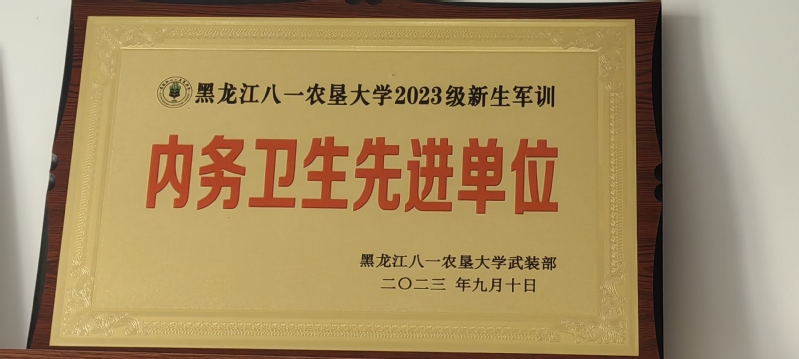 黑龙江八一农垦大学2023级新生军训
内务卫生先进单位
黑龙江八一农垦大学武装部
二〇二三 年九月十日